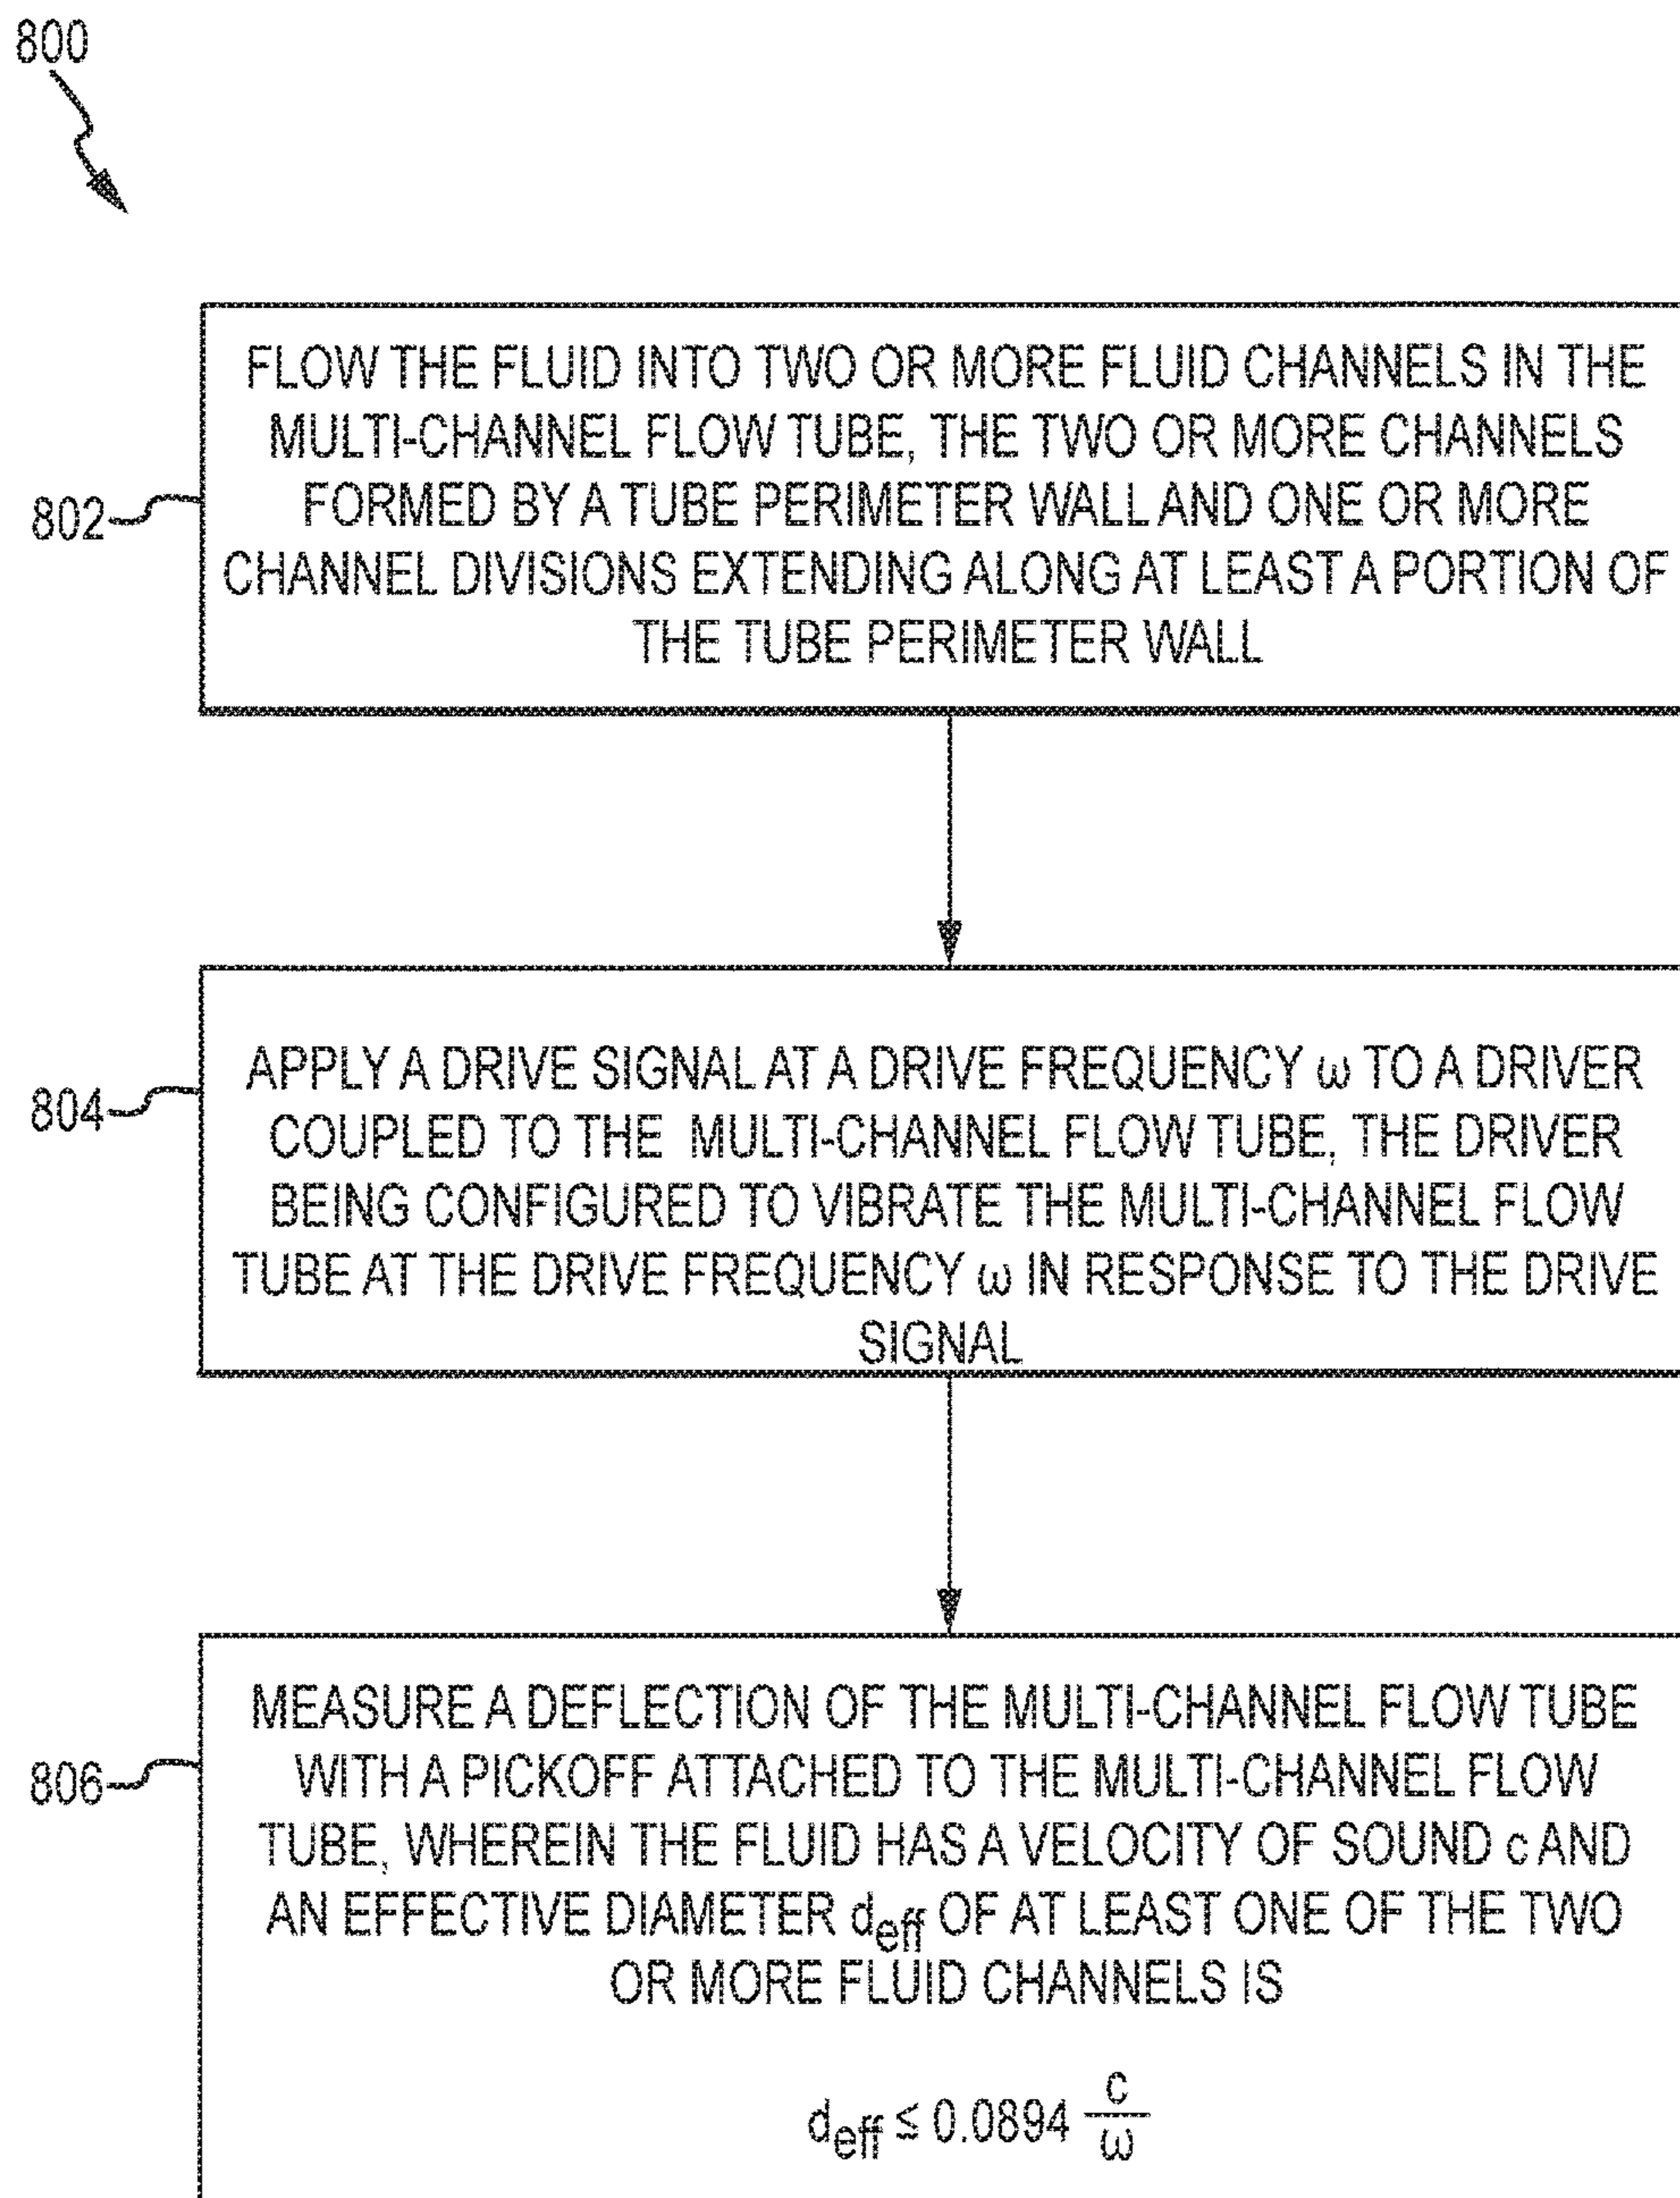 800
802
FLOW THE FLUID INTO TWO OR MORE FLUID CHANNELS IN THE
MULTI-CHANNEL FLOW TUBE, THE TWO OR MORE CHANNELS
FORMED BY A TUBE PERIMETER WALL AND ONE OR MORE
CHANNEL DIVISIONS EXTENDING ALONG AT LEAST A PORTION OF
THE TUBE PERIMETER WALL
804
APPLY A DRIVE SIGNAL AT A DRIVE FREQUENCY ω TO A DRIVER
COUPLED TO THE MULTI-CHANNEL FLOW TUBE, THE DRIVER
BEING CONFIGURED TO VIBRATE THE MULTI-CHANNEL FLOW
TUBE AT THE DRIVE FREQUENCY ω IN RESPONSE TO THE DRIVE
SIGNAL
806
MEASURE A DEFLECTION OF THE MULTI-CHANNEL FLOW TUBE
WITH A PICKOFF ATTACHED TO THE MULTI-CHANNEL FLOW
TUBE, WHEREIN THE FLUID HAS A VELOCITY OF SOUND c AND
AN EFFECTIVE DIAMETER deff OF AT LEAST ONE OF THE TWO
OR MORE FLUID CHANNELS IS
deff ≤ 0.0894 c/ω